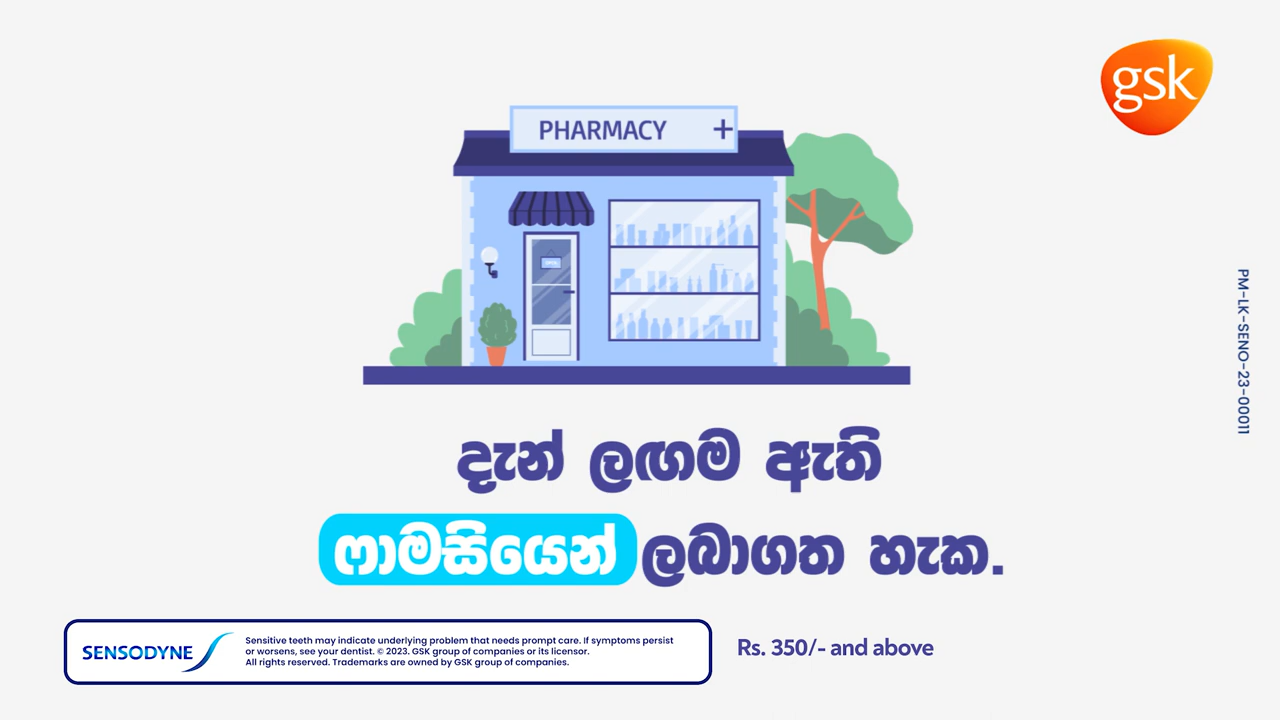 gsk
PHARMACY +
OPEN
PM-LK-SENO-23-00011
දැන් ලඟම ඇති
ෆාමසියෙන් ලබාගත හැක.
SENSODYNE
Sensitive teeth may indicate underlying problem that needs prompt care. If symptoms persist
or worsens, see your dentist. © 2023. GSK group of companies or its licensor.
All rights reserved. Trademarks are owned by GSK group of companies.
Rs. 350/- and above